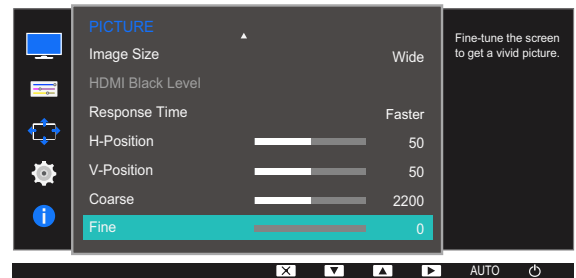 PICTURE
Image Size Wide
HDMI Black Level
Response Time Faster
H-Position 50
V-Position 50
Coarse 2200
Fine 0
Fine-tune the screen
to get a vivid picture.
AUTO